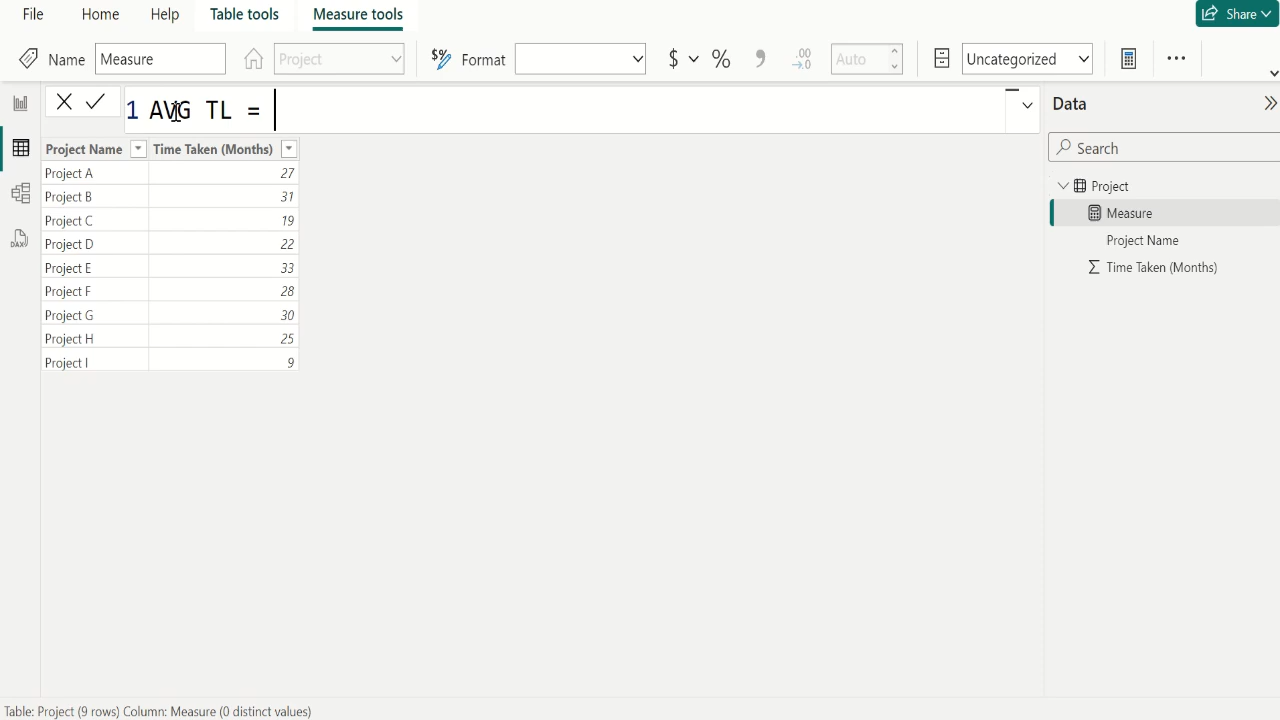 File Home Help Table tools Measure tools Share
Name Measure Project $% Format $ % , .00 →.0 Auto Uncategorized ...
1 AVG TL =
Data
Search
Project Name Time Taken (Months)
Project A 27
Project B 31
Project C 19
Project D 22
Project E 33
Project F 28
Project G 30
Project H 25
Project I 9
Project
Measure
Project Name
Σ Time Taken (Months)
DAX
Table: Project (9 rows) Column: Measure (0 distinct values)